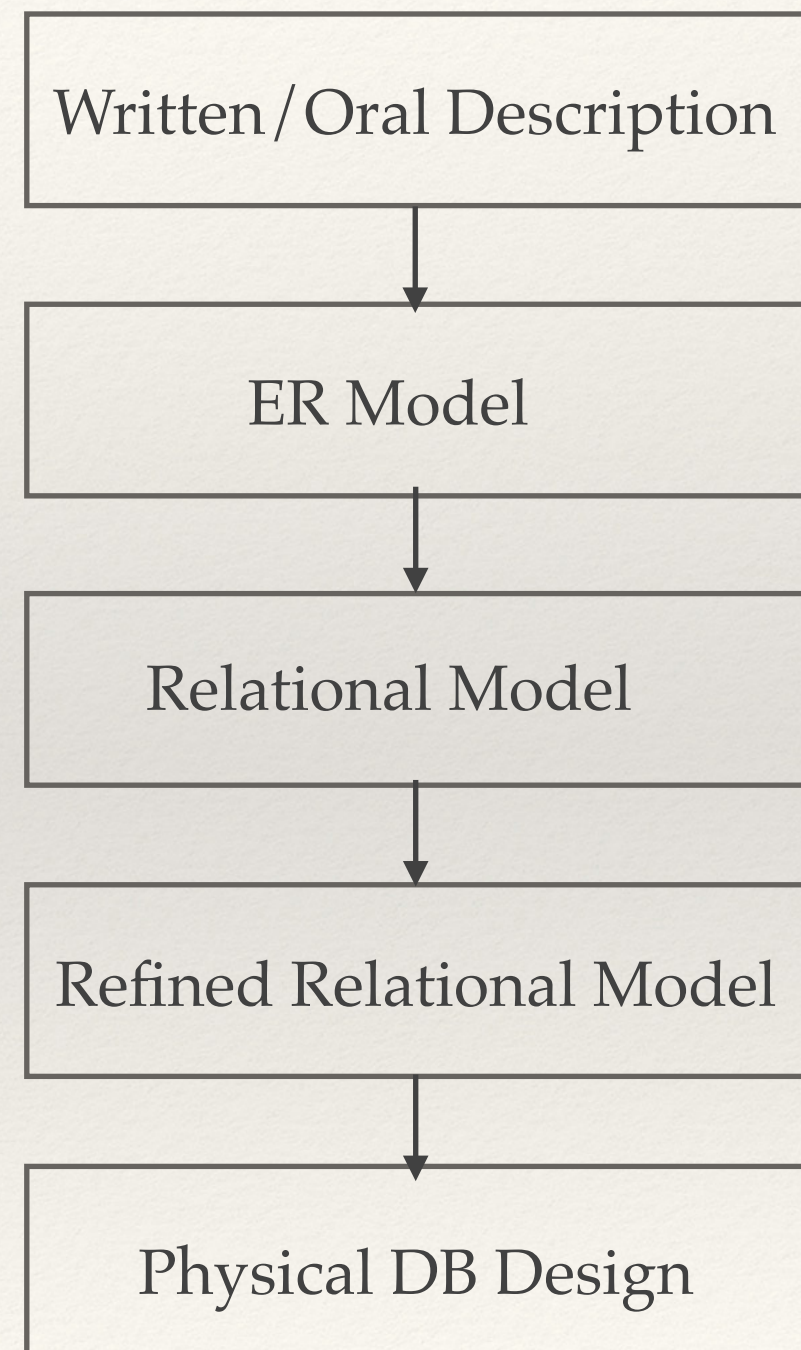 Written/Oral Description
ER Model
Relational Model
Refined Relational Model
Physical DB Design